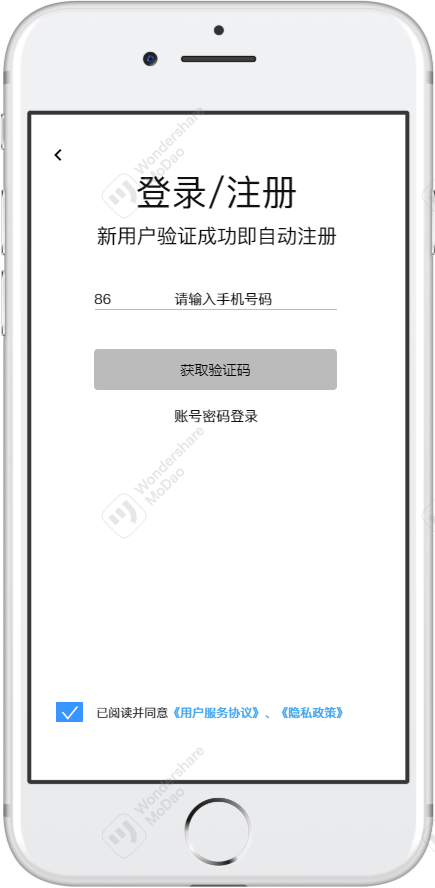 Wondershare
MoDao
登录/注册
新用户验证成功即自动注册
86 请输入手机号码
获取验证码
账号密码登录
Wondershare
MoDao
已阅读并同意《用户服务协议》、《隐私政策》
Wondershare
MoDao